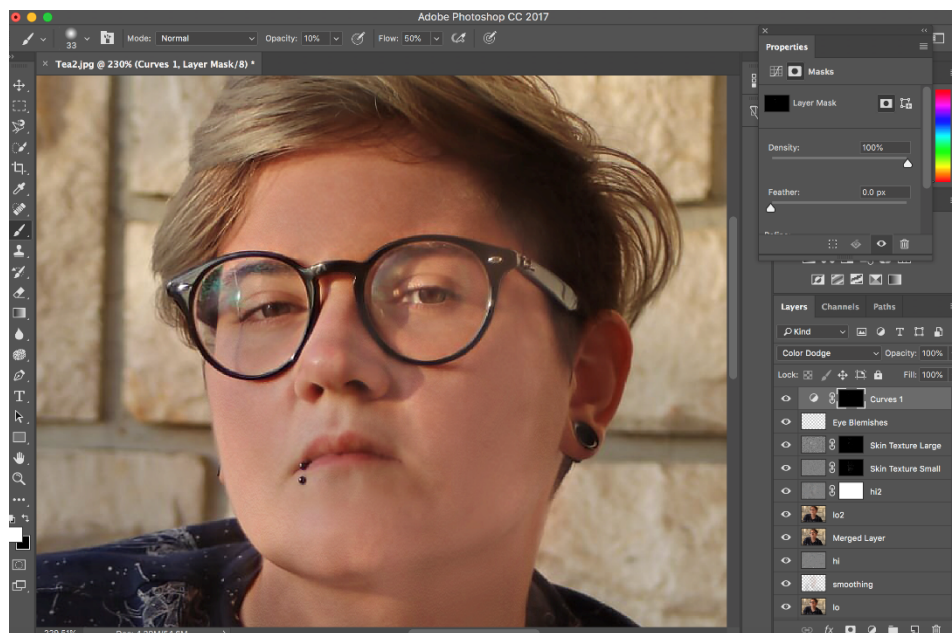 Adobe Photoshop CC 2017
33 Mode: Normal Opacity: 10% Flow: 50%
× Tea2.jpg @ 230% (Curves 1, Layer Mask/8) *
Properties
Masks
Layer Mask
Density: 100%
Feather: 0.0 px
Layers Channels Paths
Kind
Color Dodge Opacity: 100%
Lock: Fill: 100%
Curves 1
Eye Blemishes
Skin Texture Large
Skin Texture Small
hi2
lo2
Merged Layer
hi
smoothing
lo